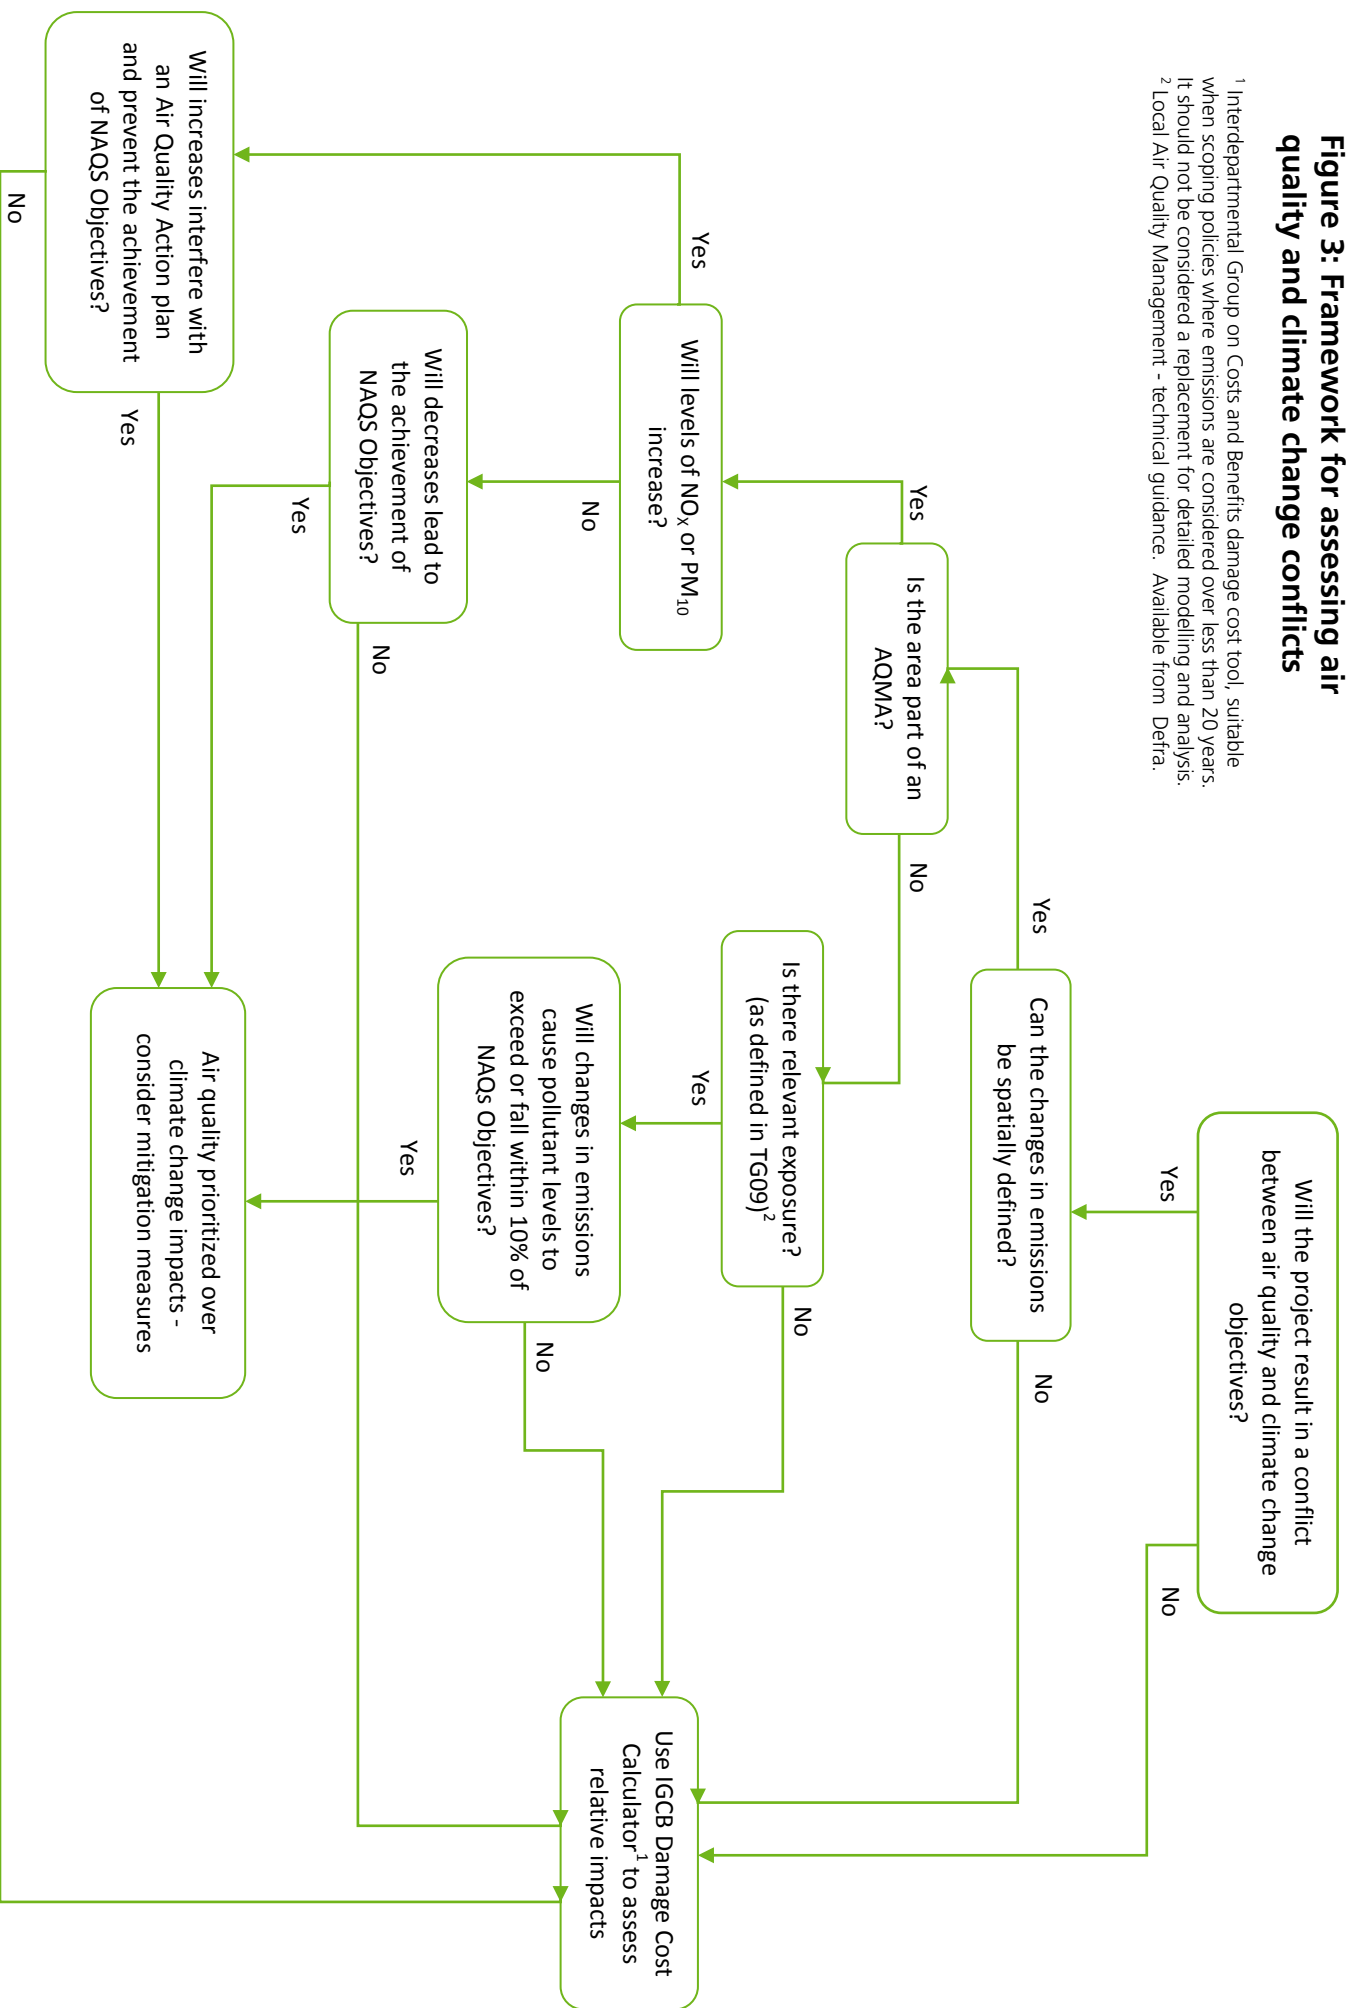 Figure 3: Framework for assessing air
quality and climate change conflicts
¹ Interdepartmental Group on Costs and Benefits damage cost tool, suitable
when scoping policies where emissions are considered over less than 20 years.
It should not be considered a replacement for detailed modelling and analysis.
² Local Air Quality Management - technical guidance. Available from Defra.
Will the project result in a conflict
between air quality and climate change
objectives?
Yes
No
Can the changes in emissions
be spatially defined?
Yes
No
Is the area part of an
AQMA?
Yes
No
Is there relevant exposure?
(as defined in TG09)²
Yes
No
Will levels of NOₓ or PM₁₀
increase?
Yes
No
Will changes in emissions
cause pollutant levels to
exceed or fall within 10% of
NAQs Objectives?
Yes
No
Use IGCB Damage Cost
Calculator¹ to assess
relative impacts
Will decreases lead to
the achievement of
NAQS Objectives?
Yes
No
Will increases interfere with
an Air Quality Action plan
and prevent the achievement
of NAQS Objectives?
Yes
No
Air quality prioritized over
climate change impacts -
consider mitigation measures